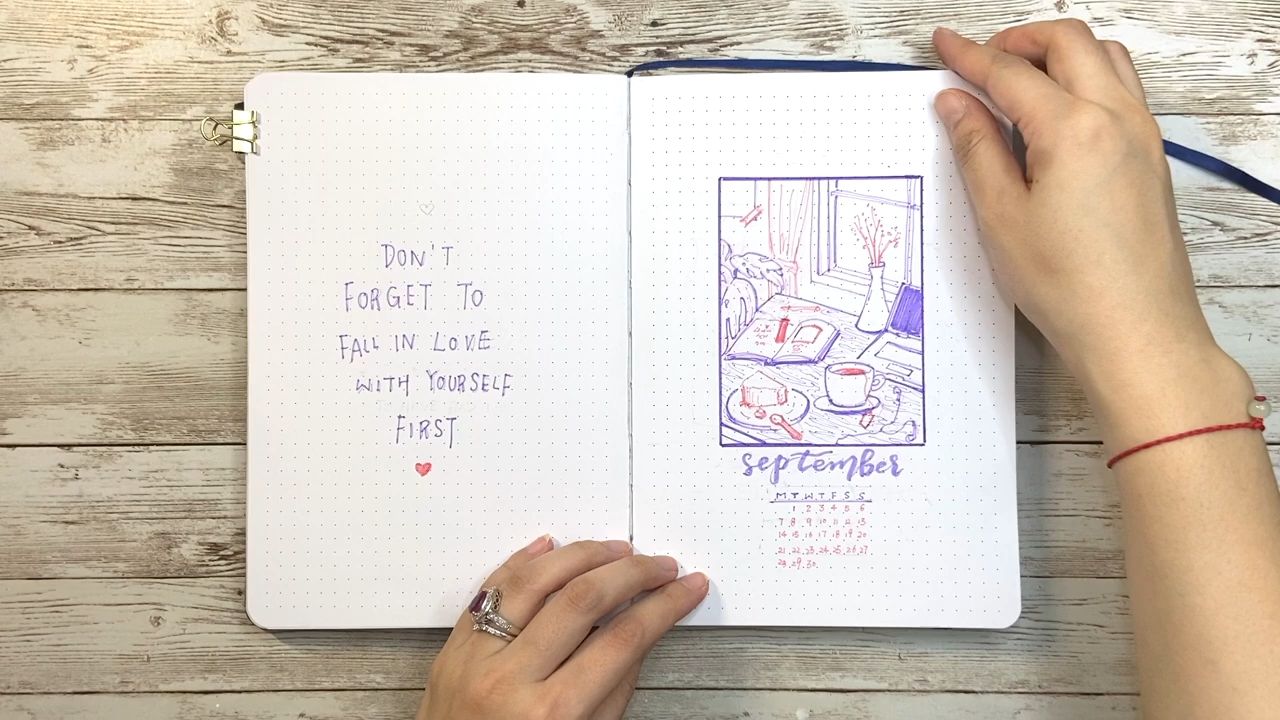 DON'T
FORGET TO
FALL IN LOVE
WITH YOURSELF
FIRST
september
M T W T F S S
1 2 3 4 5 6
7 8 9 10 11 12 13
14 15 16 17 18 19 20
21 22 23 24 25 26 27
28 29 30